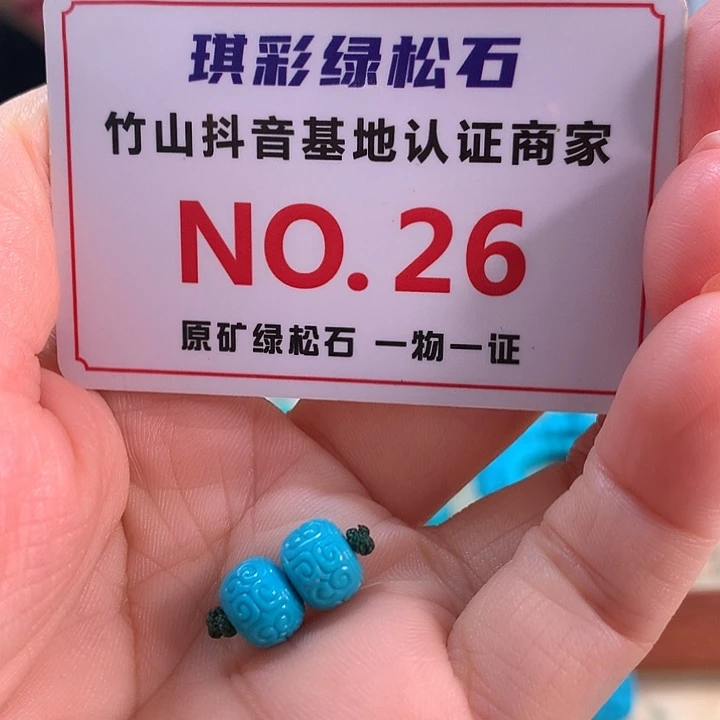 琪彩绿松石
竹山抖音基地认证商家
NO. 26
原矿绿松石 一物一证